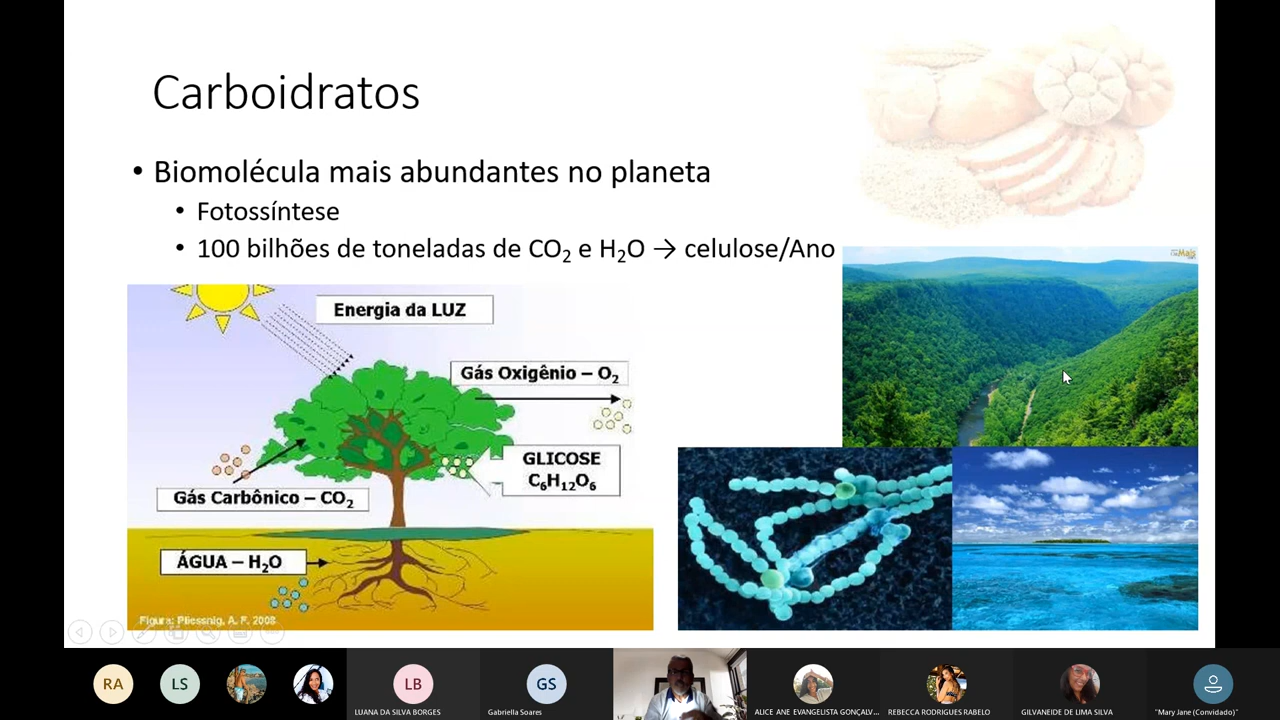 Carboidratos
• Biomolécula mais abundantes no planeta
• Fotossíntese
• 100 bilhões de toneladas de CO₂ e H₂O → celulose/Ano
Mais
Energia da LUZ
Gás Oxigênio – O₂
GLICOSE
C₆H₁₂O₆
Gás Carbônico – CO₂
ÁGUA – H₂O
Figura: Pliessnig, A. F. 2008
RA
LS
LB
GS
LUANA DA SILVA BORGES
Gabriella Soares
ALICE ANE EVANGELISTA GONÇALV...
REBECCA RODRIGUES RABELO
GILVANEIDE DE LIMA SILVA
"Mary Jane (Convidado)"